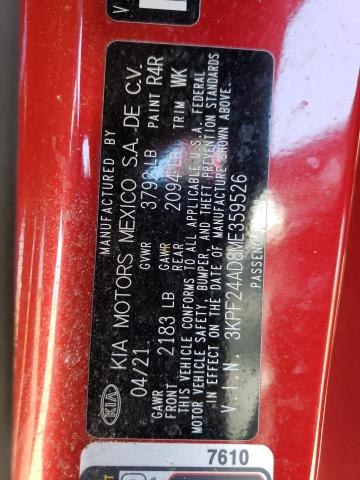 MANUFACTURED BY
KIA KIA MOTORS MEXICO S.A. DE C.V.
04/21 GVWR 3792 LB PAINT R4R
GAWR FRONT 2183 LB GAWR REAR 2094 LB TRIM WK
THIS VEHICLE CONFORMS TO ALL APPLICABLE U.S.A. FEDERAL
MOTOR VEHICLE SAFETY, BUMPER, AND THEFT PREVENTION STANDARDS
IN EFFECT ON THE DATE OF MANUFACTURE SHOWN ABOVE.
V.I.N 3KPF24AD8ME359526
PASSENGER
7610